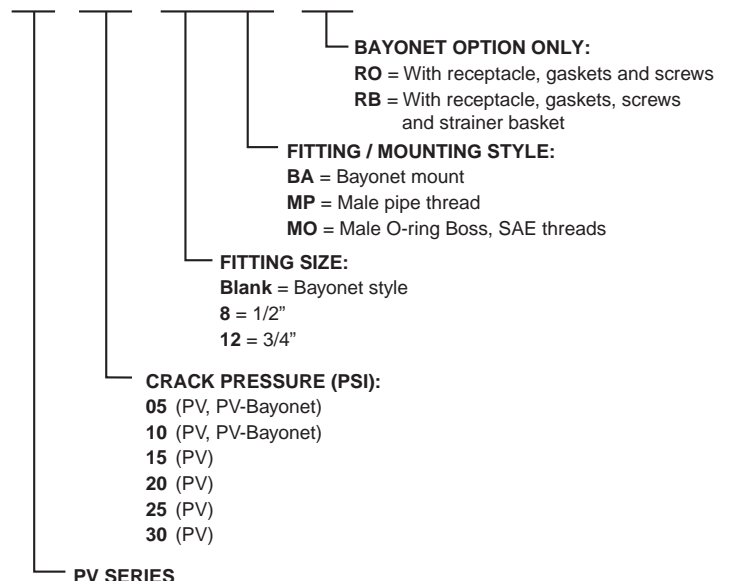 BAYONET OPTION ONLY:
RO = With receptacle, gaskets and screws
RB = With receptacle, gaskets, screws
and strainer basket
FITTING / MOUNTING STYLE:
BA = Bayonet mount
MP = Male pipe thread
MO = Male O-ring Boss, SAE threads
FITTING SIZE:
Blank = Bayonet style
8 = 1/2”
12 = 3/4”
CRACK PRESSURE (PSI):
05 (PV, PV-Bayonet)
10 (PV, PV-Bayonet)
15 (PV)
20 (PV)
25 (PV)
30 (PV)
PV SERIES